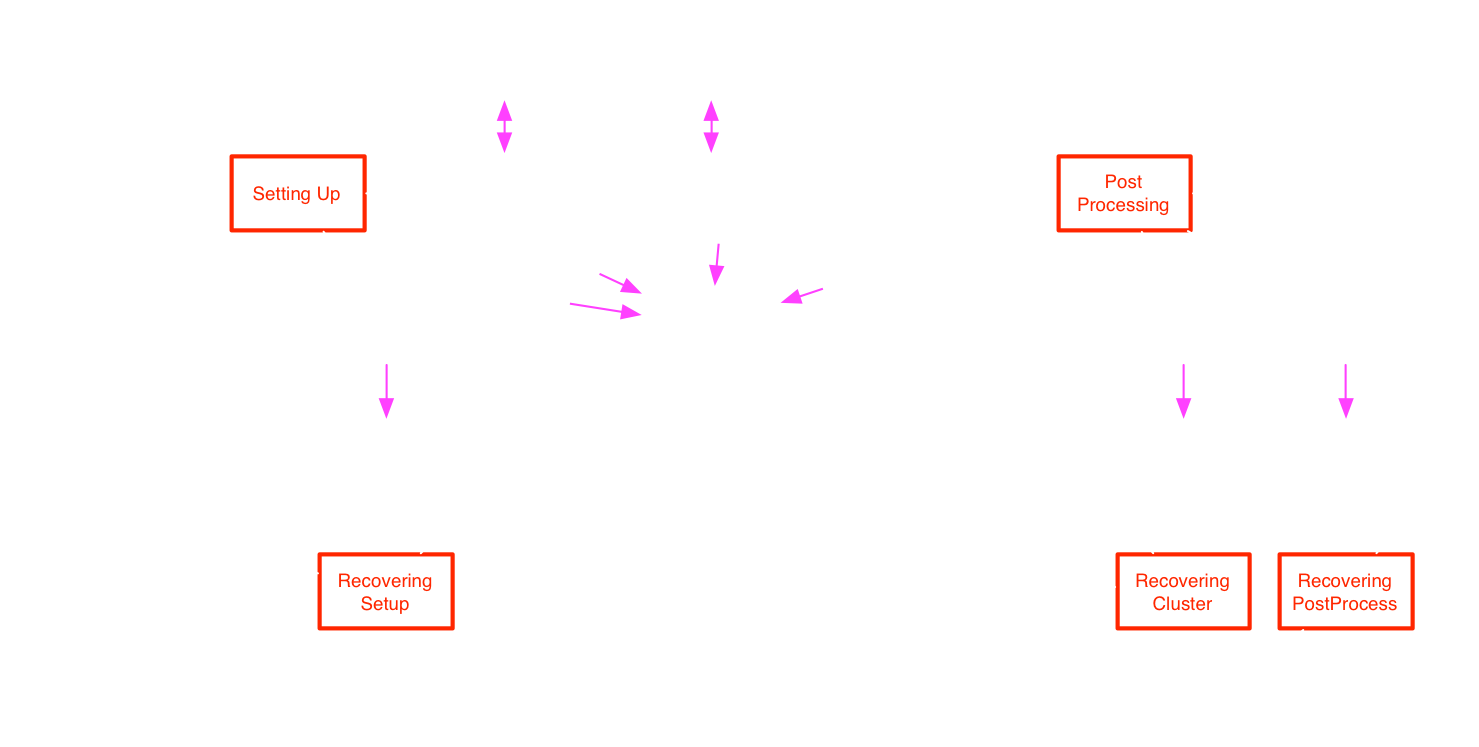 Setting Up
Post
Processing
Recovering
Setup
Recovering
Cluster
Recovering
PostProcess